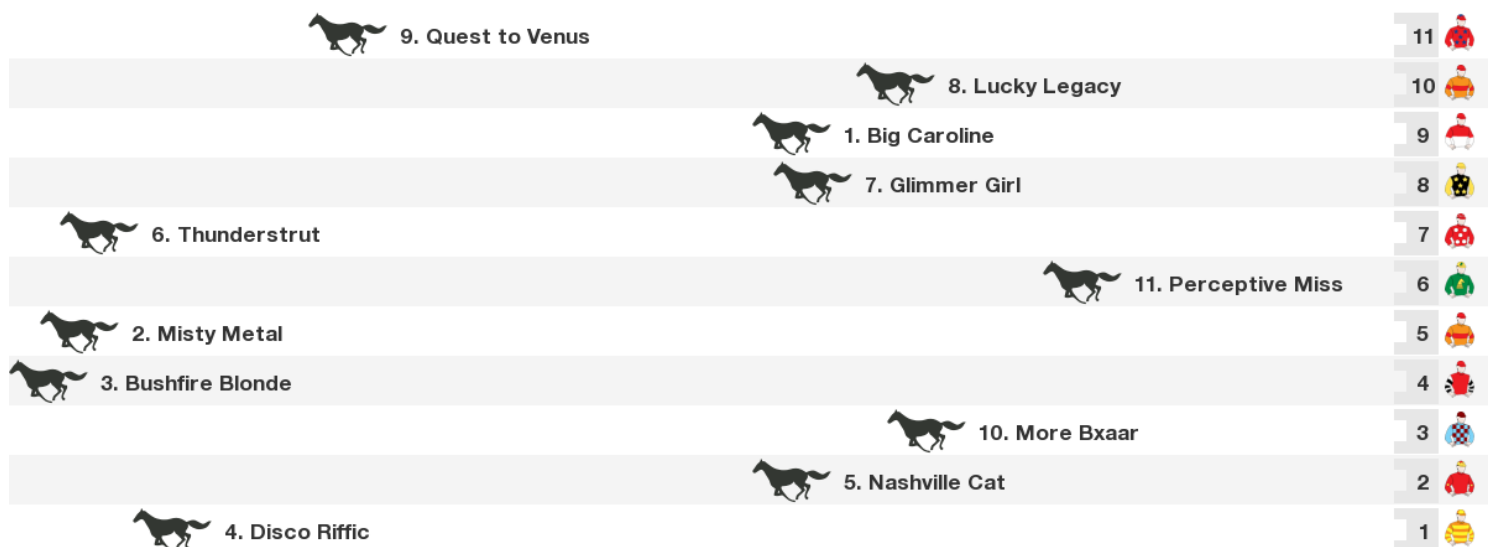 9. Quest to Venus 11
8. Lucky Legacy 10
1. Big Caroline 9
7. Glimmer Girl 8
6. Thunderstrut 7
11. Perceptive Miss 6
2. Misty Metal 5
3. Bushfire Blonde 4
10. More Bxaar 3
5. Nashville Cat 2
4. Disco Riffic 1